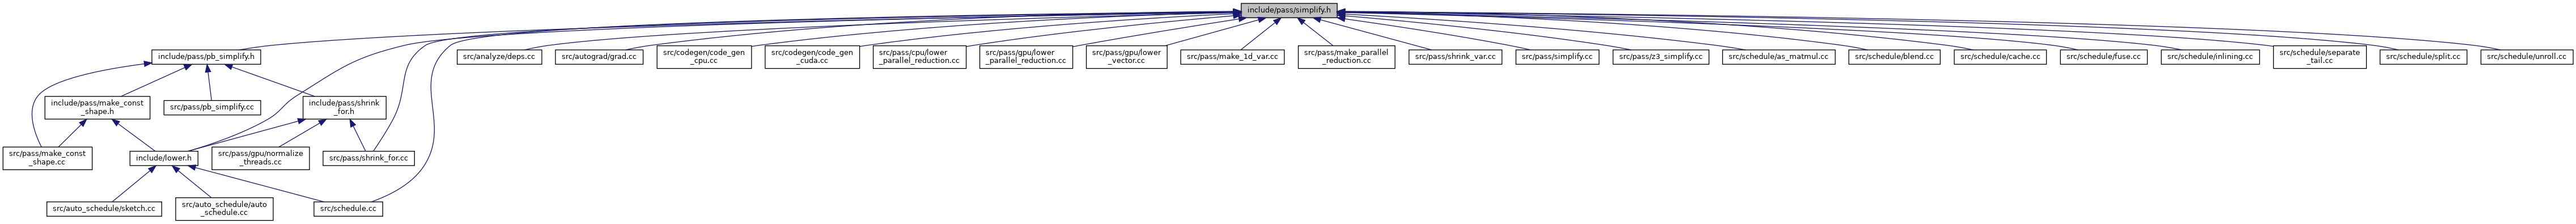 include/pass/simplify.h
include/pass/pb_simplify.h
src/analyze/deps.cc
src/autograd/grad.cc
src/codegen/code_gen
_cpu.cc
src/codegen/code_gen
_cuda.cc
src/pass/cpu/lower
_parallel_reduction.cc
src/pass/gpu/lower
_parallel_reduction.cc
src/pass/gpu/lower
_vector.cc
src/pass/make_1d_var.cc
src/pass/make_parallel
_reduction.cc
src/pass/shrink_var.cc
src/pass/simplify.cc
src/pass/z3_simplify.cc
src/schedule/as_matmul.cc
src/schedule/blend.cc
src/schedule/cache.cc
src/schedule/fuse.cc
src/schedule/inlining.cc
src/schedule/separate
_tail.cc
src/schedule/split.cc
src/schedule/unroll.cc
include/pass/make_const
_shape.h
src/pass/pb_simplify.cc
include/pass/shrink
_for.h
src/pass/make_const
_shape.cc
include/lower.h
src/pass/gpu/normalize
_threads.cc
src/pass/shrink_for.cc
src/auto_schedule/sketch.cc
src/auto_schedule/auto
_schedule.cc
src/schedule.cc